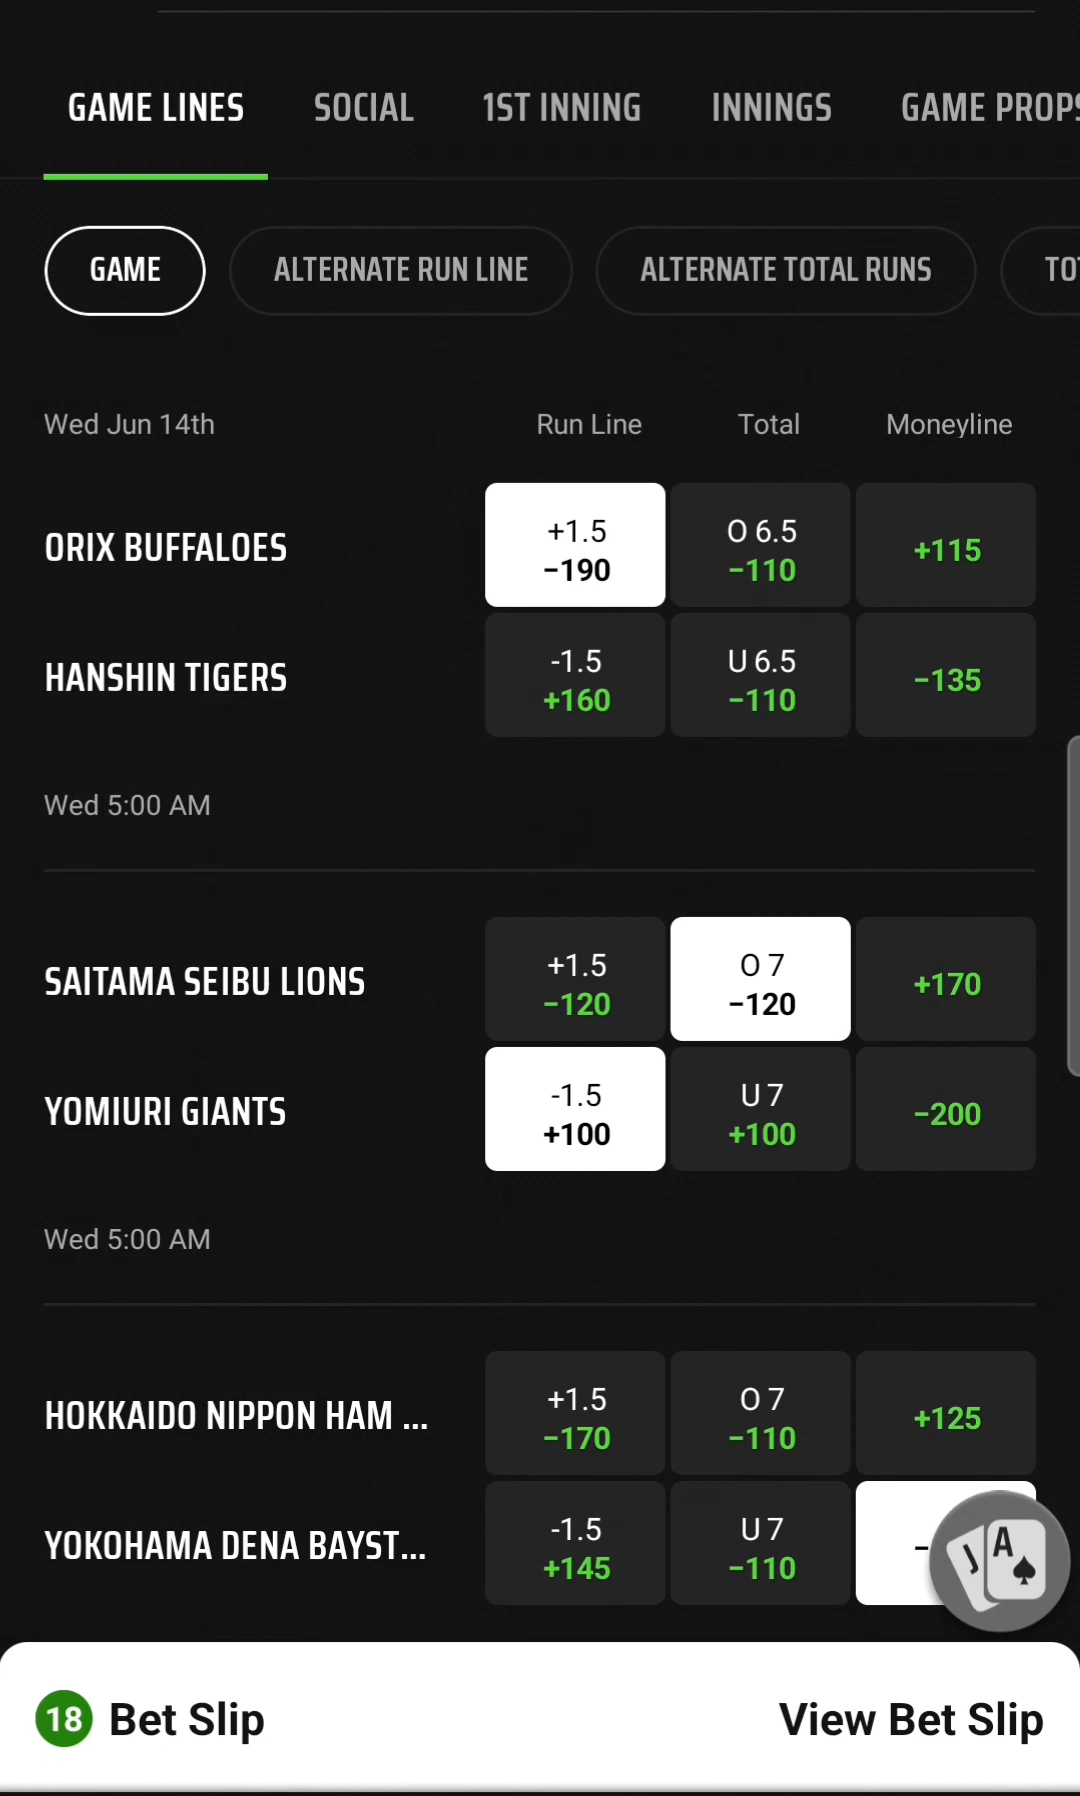 GAME LINES SOCIAL 1ST INNING INNINGS GAME PROPS
GAME ALTERNATE RUN LINE ALTERNATE TOTAL RUNS
Wed Jun 14th Run Line Total Moneyline
ORIX BUFFALOES
+1.5
−190
O 6.5
−110
+115
HANSHIN TIGERS
-1.5
+160
U 6.5
−110
−135
Wed 5:00 AM
SAITAMA SEIBU LIONS
+1.5
−120
O 7
−120
+170
YOMIURI GIANTS
-1.5
+100
U 7
+100
−200
Wed 5:00 AM
HOKKAIDO NIPPON HAM ...
+1.5
−170
O 7
−110
+125
YOKOHAMA DENA BAYST...
-1.5
+145
U 7
−110
J A
18 Bet Slip View Bet Slip